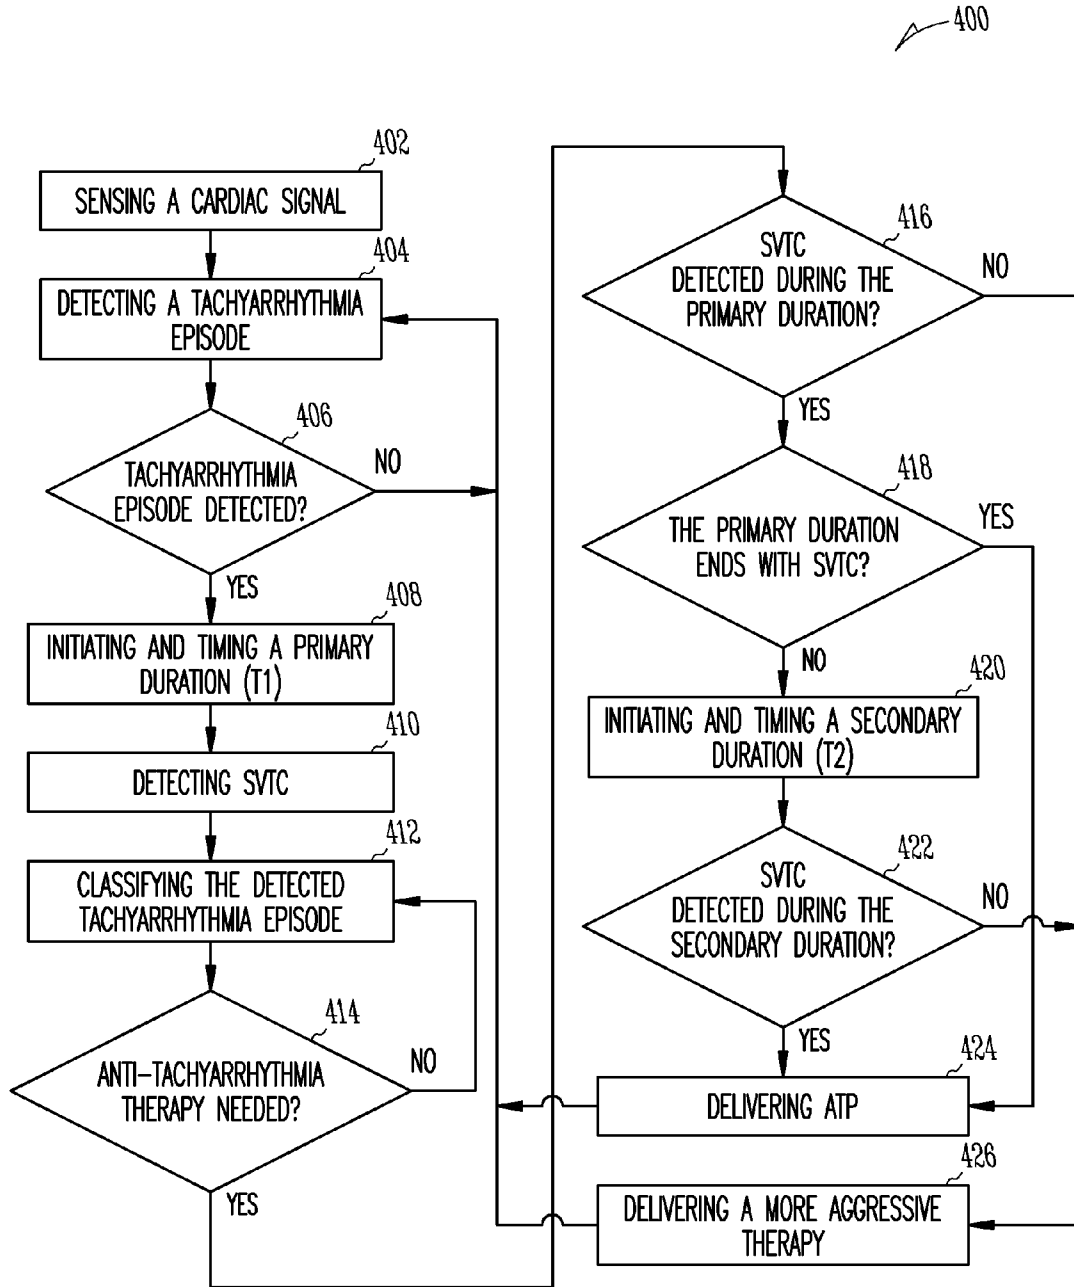 400
402
SENSING A CARDIAC SIGNAL
404
DETECTING A TACHYARRHYTHMIA
EPISODE
406
TACHYARRHYTHMIA
EPISODE DETECTED?
NO
YES
408
INITIATING AND TIMING A PRIMARY
DURATION (T1)
410
DETECTING SVTC
412
CLASSIFYING THE DETECTED
TACHYARRHYTHMIA EPISODE
414
ANTI-TACHYARRHYTHMIA
THERAPY NEEDED?
NO
YES
416
SVTC
DETECTED DURING THE
PRIMARY DURATION?
NO
YES
418
THE PRIMARY DURATION
ENDS WITH SVTC?
YES
NO
420
INITIATING AND TIMING A SECONDARY
DURATION (T2)
422
SVTC
DETECTED DURING THE
SECONDARY DURATION?
NO
YES
424
DELIVERING ATP
426
DELIVERING A MORE AGGRESSIVE
THERAPY